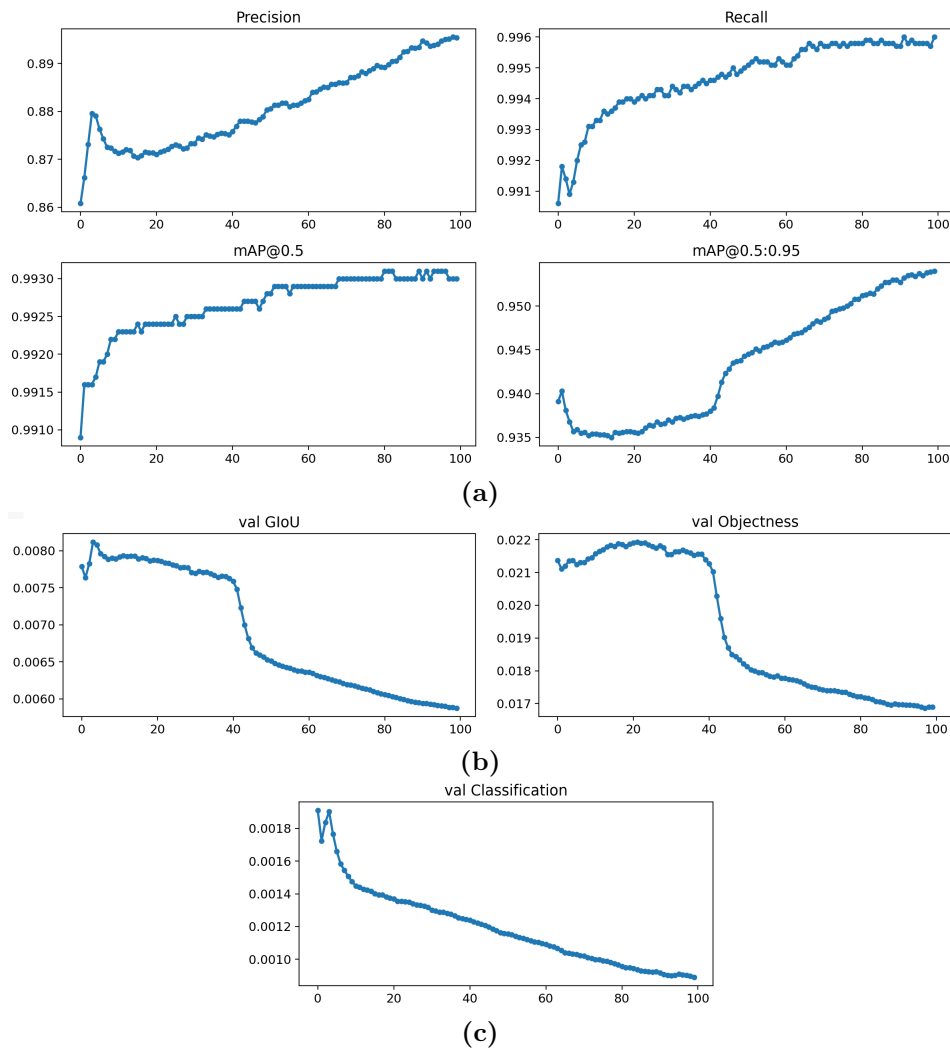 Precision
0.89
0.88
0.87
0.86
0 20 40 60 80 100
Recall
0.996
0.995
0.994
0.993
0.992
0.991
0 20 40 60 80 100
mAP@0.5
0.9930
0.9925
0.9920
0.9915
0.9910
0 20 40 60 80 100
mAP@0.5:0.95
0.950
0.945
0.940
0.935
0 20 40 60 80 100
(a)
val GIoU
0.0080
0.0075
0.0070
0.0065
0.0060
0 20 40 60 80 100
val Objectness
0.022
0.021
0.020
0.019
0.018
0.017
0 20 40 60 80 100
(b)
val Classification
0.0018
0.0016
0.0014
0.0012
0.0010
0 20 40 60 80 100
(c)